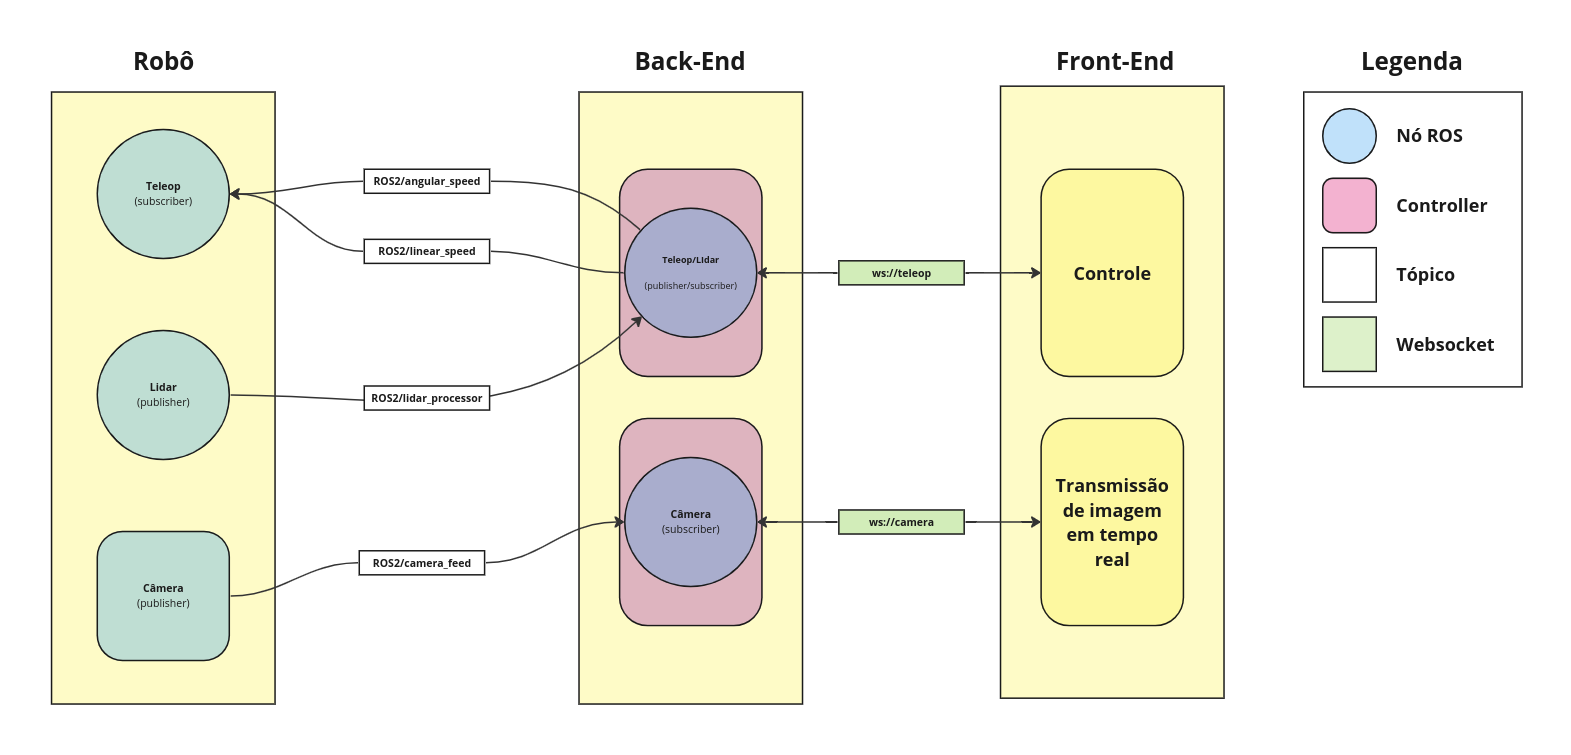 Robô
Back-End
Front-End
Legenda
Teleop
(subscriber)
Lidar
(publisher)
Câmera
(publisher)
ROS2/angular_speed
ROS2/linear_speed
ROS2/lidar_processor
ROS2/camera_feed
Teleop/LIdar
(publisher/subscriber)
Câmera
(subscriber)
ws://teleop
ws://camera
Controle
Transmissão
de imagem
em tempo
real
Nó ROS
Controller
Tópico
Websocket